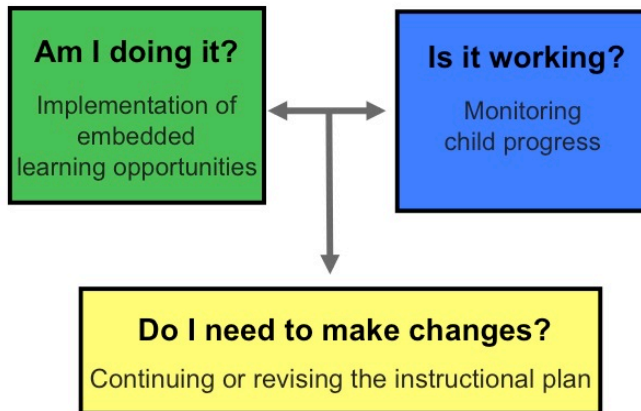 Am I doing it?
Implementation of
embedded
learning opportunities
Is it working?
Monitoring
child progress
Do I need to make changes?
Continuing or revising the instructional plan